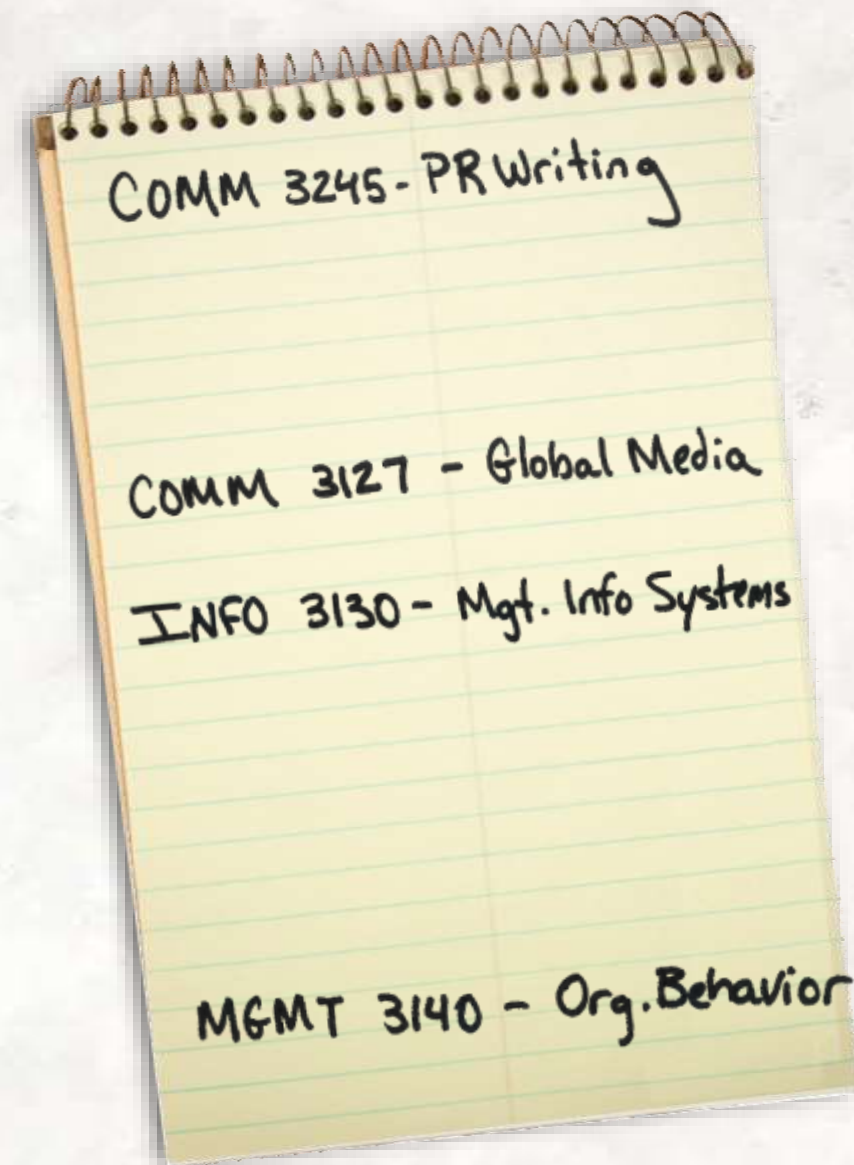 COMM 3245 - PR Writing
COMM 3127 - Global Media
INFO 3130 - Mgt. Info Systems
MGMT 3140 - Org. Behavior